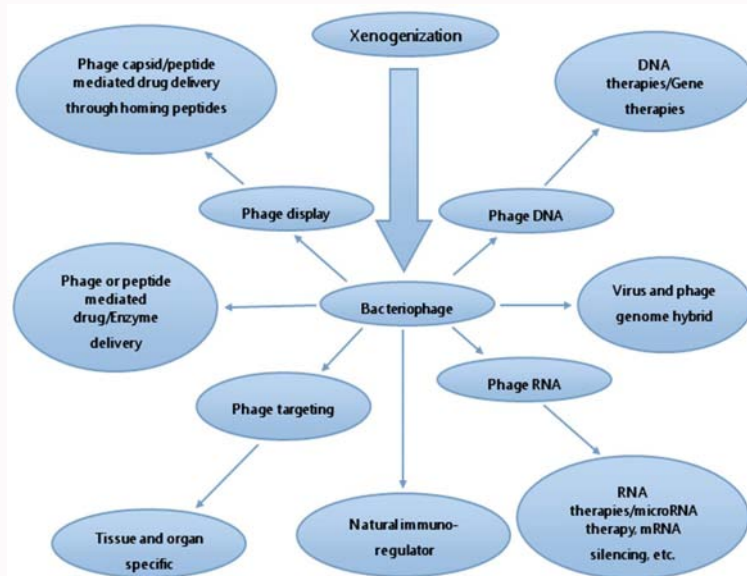 Xenogenization
Phage capsid/peptide
mediated drug delivery
through homing peptides
DNA
therapies/Gene
therapies
Phage display
Phage DNA
Phage or peptide
mediated
drug/Enzyme
delivery
Bacteriophage
Virus and phage
genome hybrid
Phage targeting
Phage RNA
Tissue and organ
specific
Natural immuno-
regulator
RNA
therapies/microRNA
therapy, mRNA
silencing, etc.